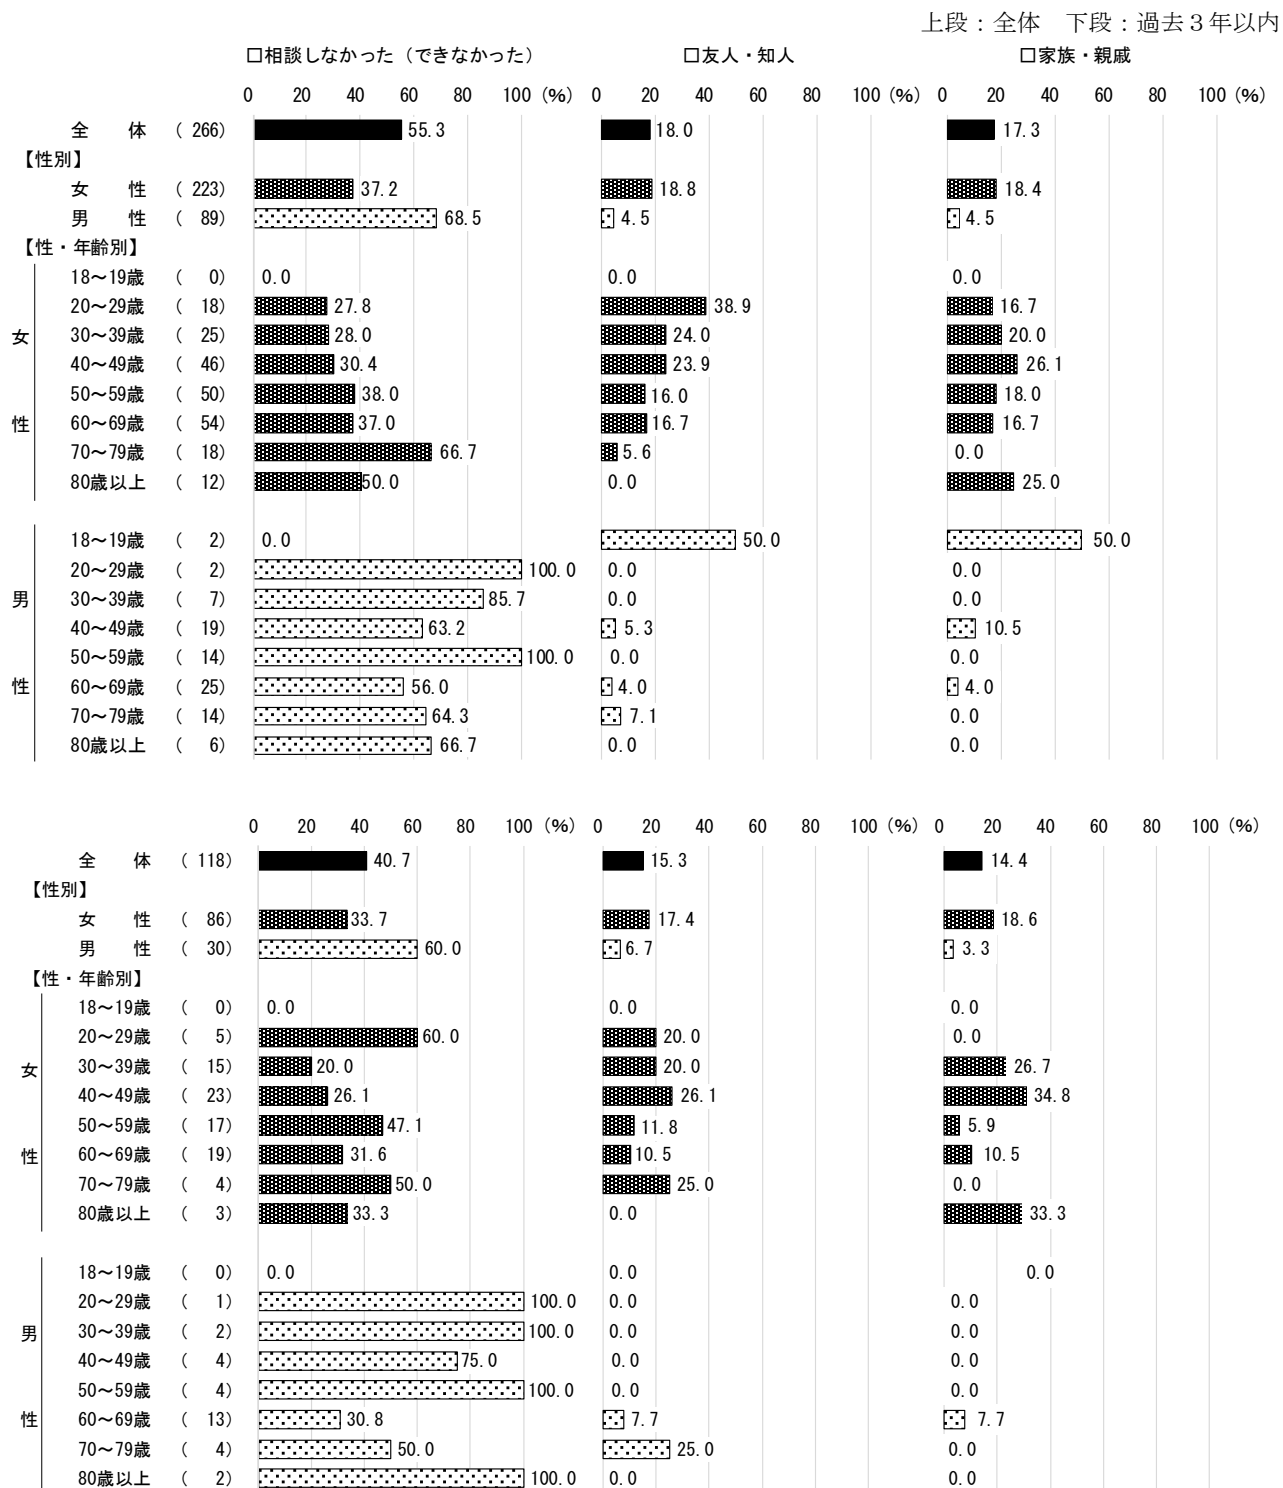 上段：全体　下段：過去３年以内
□相談しなかった（できなかった） □友人・知人 □家族・親戚
0 20 40 60 80 100 (%) 0 20 40 60 80 100 (%) 0 20 40 60 80 100 (%)
全　体 ( 266) 55.3 18.0 17.3
【性別】
女　性 ( 223) 37.2 18.8 18.4
男　性 ( 89) 68.5 4.5 4.5
【性・年齢別】
18～19歳 ( 0) 0.0 0.0 0.0
20～29歳 ( 18) 27.8 38.9 16.7
女 30～39歳 ( 25) 28.0 24.0 20.0
40～49歳 ( 46) 30.4 23.9 26.1
50～59歳 ( 50) 38.0 16.0 18.0
性 60～69歳 ( 54) 37.0 16.7 16.7
70～79歳 ( 18) 66.7 5.6 0.0
80歳以上 ( 12) 50.0 0.0 25.0
18～19歳 ( 2) 0.0 50.0 50.0
20～29歳 ( 2) 100.0 0.0 0.0
男 30～39歳 ( 7) 85.7 0.0 0.0
40～49歳 ( 19) 63.2 5.3 10.5
50～59歳 ( 14) 100.0 0.0 0.0
性 60～69歳 ( 25) 56.0 4.0 4.0
70～79歳 ( 14) 64.3 7.1 0.0
80歳以上 ( 6) 66.7 0.0 0.0
0 20 40 60 80 100 (%) 0 20 40 60 80 100 (%) 0 20 40 60 80 100 (%)
全　体 ( 118) 40.7 15.3 14.4
【性別】
女　性 ( 86) 33.7 17.4 18.6
男　性 ( 30) 60.0 6.7 3.3
【性・年齢別】
18～19歳 ( 0) 0.0 0.0 0.0
20～29歳 ( 5) 60.0 20.0 0.0
女 30～39歳 ( 15) 20.0 20.0 26.7
40～49歳 ( 23) 26.1 26.1 34.8
50～59歳 ( 17) 47.1 11.8 5.9
性 60～69歳 ( 19) 31.6 10.5 10.5
70～79歳 ( 4) 50.0 25.0 0.0
80歳以上 ( 3) 33.3 0.0 33.3
18～19歳 ( 0) 0.0 0.0 0.0
20～29歳 ( 1) 100.0 0.0 0.0
男 30～39歳 ( 2) 100.0 0.0 0.0
40～49歳 ( 4) 75.0 0.0 0.0
50～59歳 ( 4) 100.0 0.0 0.0
性 60～69歳 ( 13) 30.8 7.7 7.7
70～79歳 ( 4) 50.0 25.0 0.0
80歳以上 ( 2) 100.0 0.0 0.0